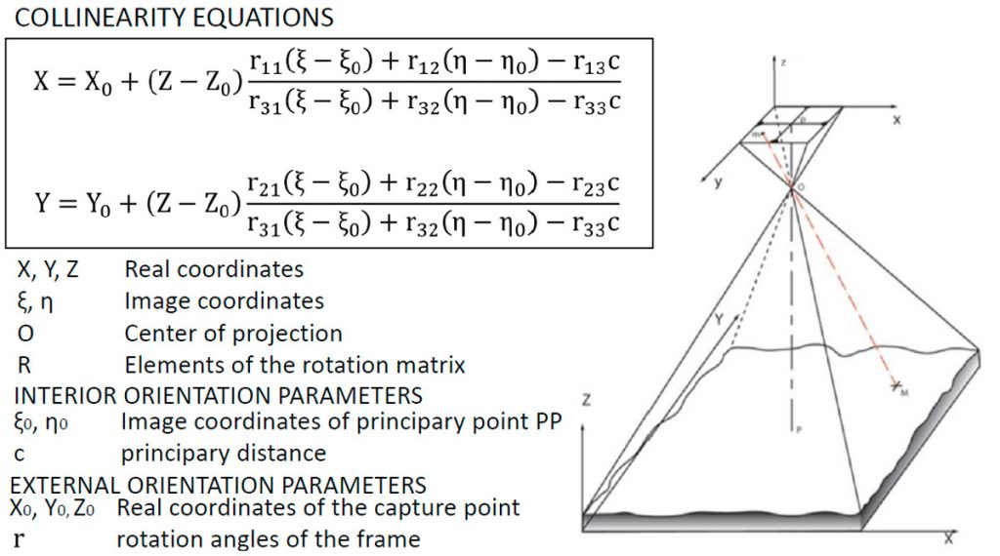 COLLINEARITY EQUATIONS
X = X₀ + (Z − Z₀) r₁₁(ξ − ξ₀) + r₁₂(η − η₀) − r₁₃c / r₃₁(ξ − ξ₀) + r₃₂(η − η₀) − r₃₃c
Y = Y₀ + (Z − Z₀) r₂₁(ξ − ξ₀) + r₂₂(η − η₀) − r₂₃c / r₃₁(ξ − ξ₀) + r₃₂(η − η₀) − r₃₃c
X, Y, Z Real coordinates
ξ, η Image coordinates
O Center of projection
R Elements of the rotation matrix
INTERIOR ORIENTATION PARAMETERS
ξ₀, η₀ Image coordinates of principary point PP
c principary distance
EXTERNAL ORIENTATION PARAMETERS
X₀, Y₀, Z₀ Real coordinates of the capture point
r rotation angles of the frame
z
X
p
m
y
O
Y
M
Z
P
X